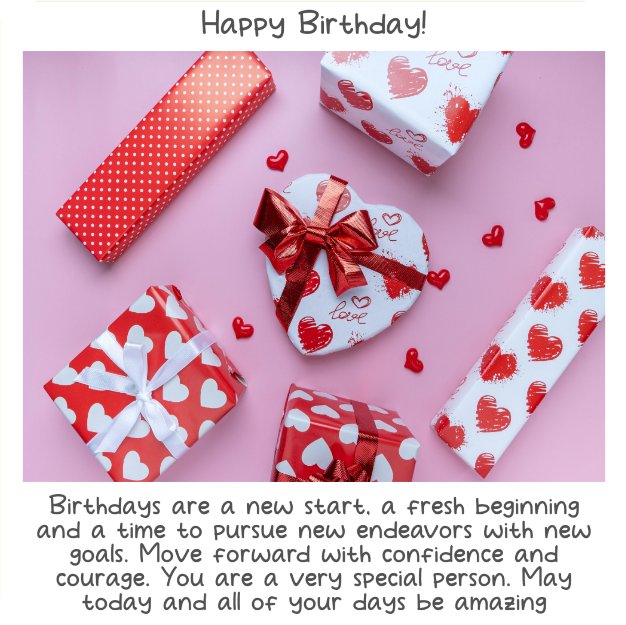 Happy Birthday!
love
love
love
love
Birthdays are a new start, a fresh beginning
and a time to pursue new endeavors with new
goals. Move forward with confidence and
courage. You are a very special person. May
today and all of your days be amazing